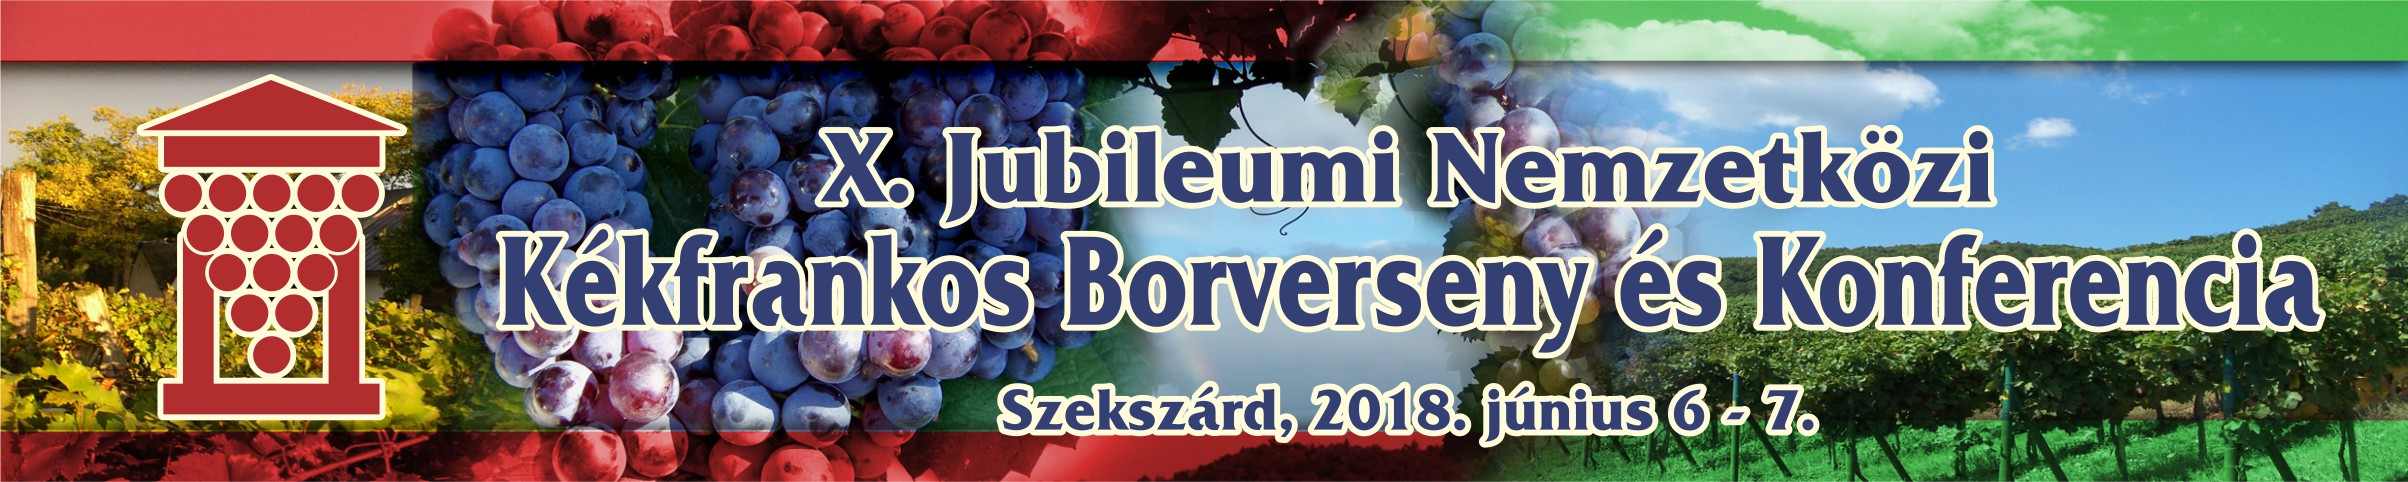 X. Jubileumi Nemzetközi
Kékfrankos Borverseny és Konferencia
Szekszárd, 2018. június 6 - 7.